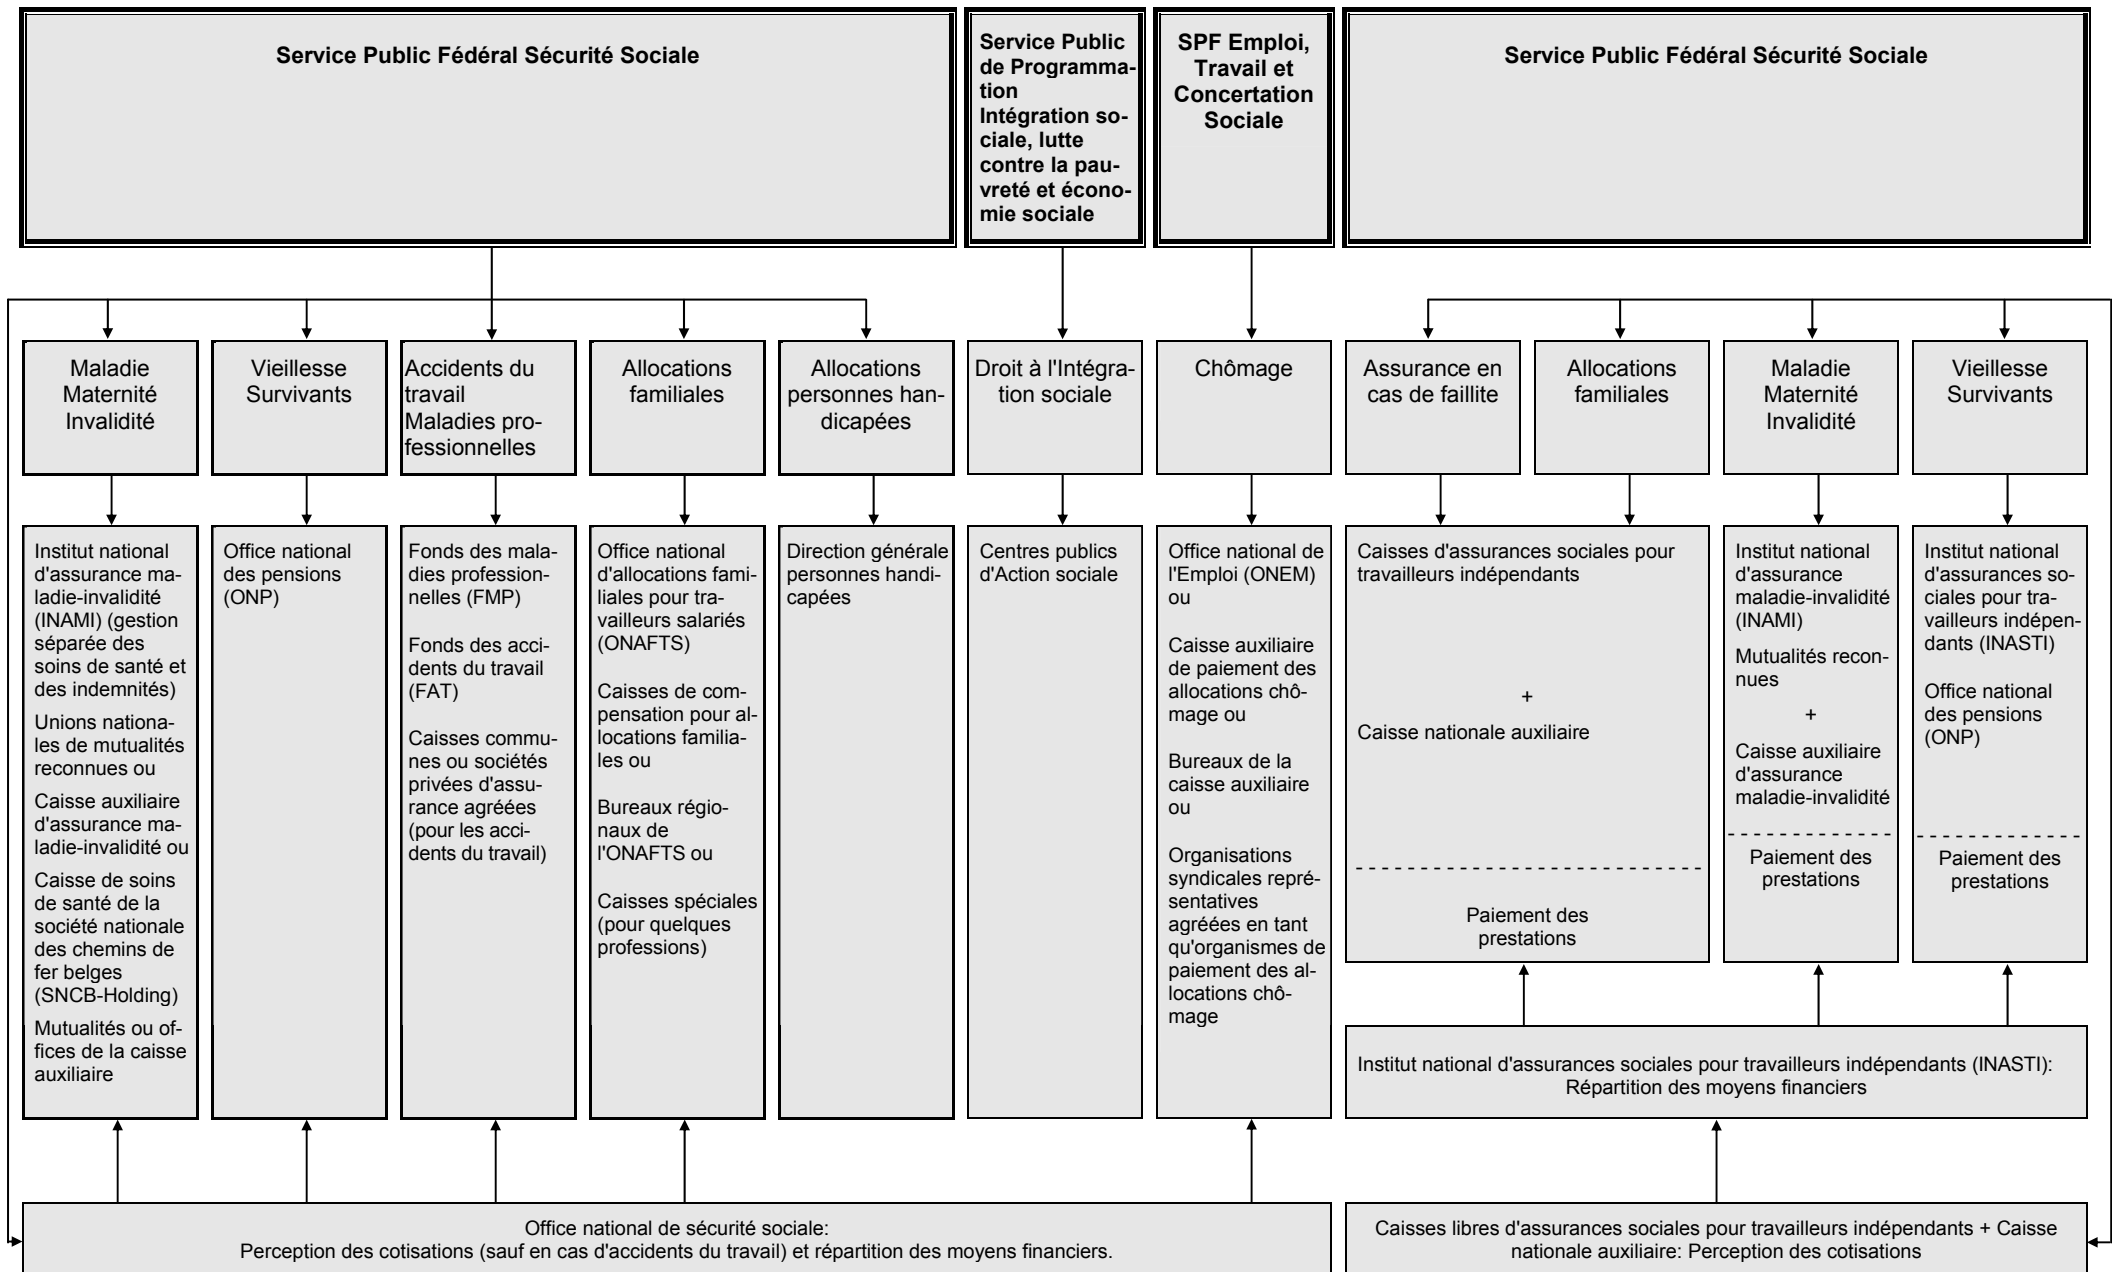 Service Public Fédéral Sécurité Sociale
Service Public
de Programma-
tion
Intégration so-
ciale, lutte
contre la pau-
vreté et écono-
mie sociale
SPF Emploi,
Travail et
Concertation
Sociale
Service Public Fédéral Sécurité Sociale
Maladie
Maternité
Invalidité
Vieillesse
Survivants
Accidents du
travail
Maladies pro-
fessionnelles
Allocations
familiales
Allocations
personnes han-
dicapées
Droit à l'Intégra-
tion sociale
Chômage
Assurance en
cas de faillite
Allocations
familiales
Maladie
Maternité
Invalidité
Vieillesse
Survivants
Institut national
d'assurance ma-
ladie-invalidité
(INAMI) (gestion
séparée des
soins de santé et
des indemnités)
Unions nationa-
les de mutualités
reconnues ou
Caisse auxiliaire
d'assurance ma-
ladie-invalidité ou
Caisse de soins
de santé de la
société nationale
des chemins de
fer belges
(SNCB-Holding)
Mutualités ou of-
fices de la caisse
auxiliaire
Office national
des pensions
(ONP)
Fonds des mala-
dies profession-
nelles (FMP)
Fonds des acci-
dents du travail
(FAT)
Caisses commu-
nes ou sociétés
privées d'assu-
rance agréées
(pour les acci-
dents du travail)
Office national
d'allocations fami-
liales pour tra-
vailleurs salariés
(ONAFTS)
Caisses de com-
pensation pour al-
locations familia-
les ou
Bureaux régio-
naux de
l'ONAFTS ou
Caisses spéciales
(pour quelques
professions)
Direction générale
personnes handi-
capées
Centres publics
d'Action sociale
Office national de
l'Emploi (ONEM)
ou
Caisse auxiliaire
de paiement des
allocations chô-
mage ou
Bureaux de la
caisse auxiliaire
ou
Organisations
syndicales repré-
sentatives
agréées en tant
qu'organismes de
paiement des al-
locations chô-
mage
Caisses d'assurances sociales pour
travailleurs indépendants
+
Caisse nationale auxiliaire
Paiement des
prestations
Institut national
d'assurance
maladie-invalidité
(INAMI)
Mutualités recon-
nues
+
Caisse auxiliaire
d'assurance
maladie-invalidité
Paiement des
prestations
Institut national
d'assurances so-
ciales pour tra-
vailleurs indépen-
dants (INASTI)
Office national
des pensions
(ONP)
Paiement des
prestations
Institut national d'assurances sociales pour travailleurs indépendants (INASTI):
Répartition des moyens financiers
Office national de sécurité sociale:
Perception des cotisations (sauf en cas d'accidents du travail) et répartition des moyens financiers.
Caisses libres d'assurances sociales pour travailleurs indépendants + Caisse
nationale auxiliaire: Perception des cotisations